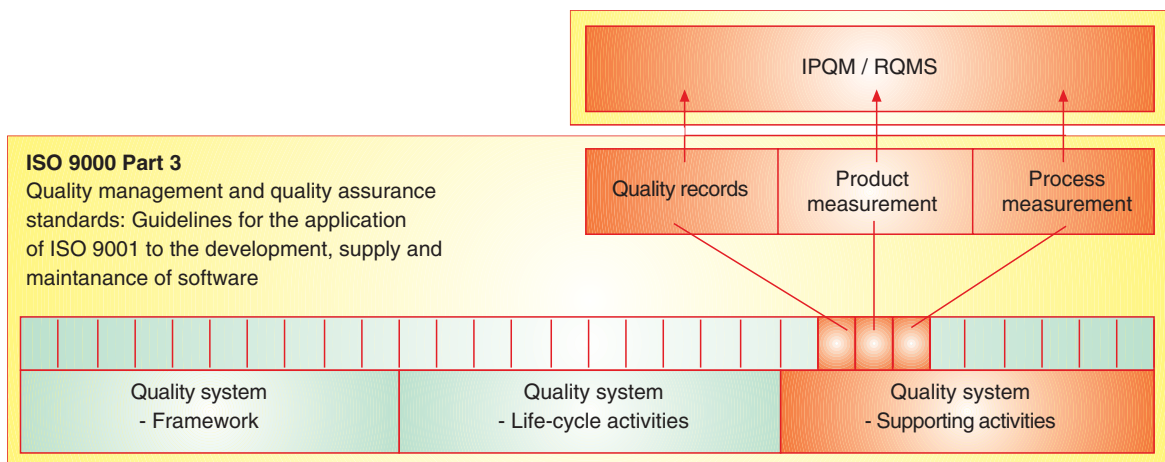 IPQM / RQMS
ISO 9000 Part 3
Quality management and quality assurance
standards: Guidelines for the application
of ISO 9001 to the development, supply and
maintanance of software
Quality records
Product
measurement
Process
measurement
Quality system
- Framework
Quality system
- Life-cycle activities
Quality system
- Supporting activities